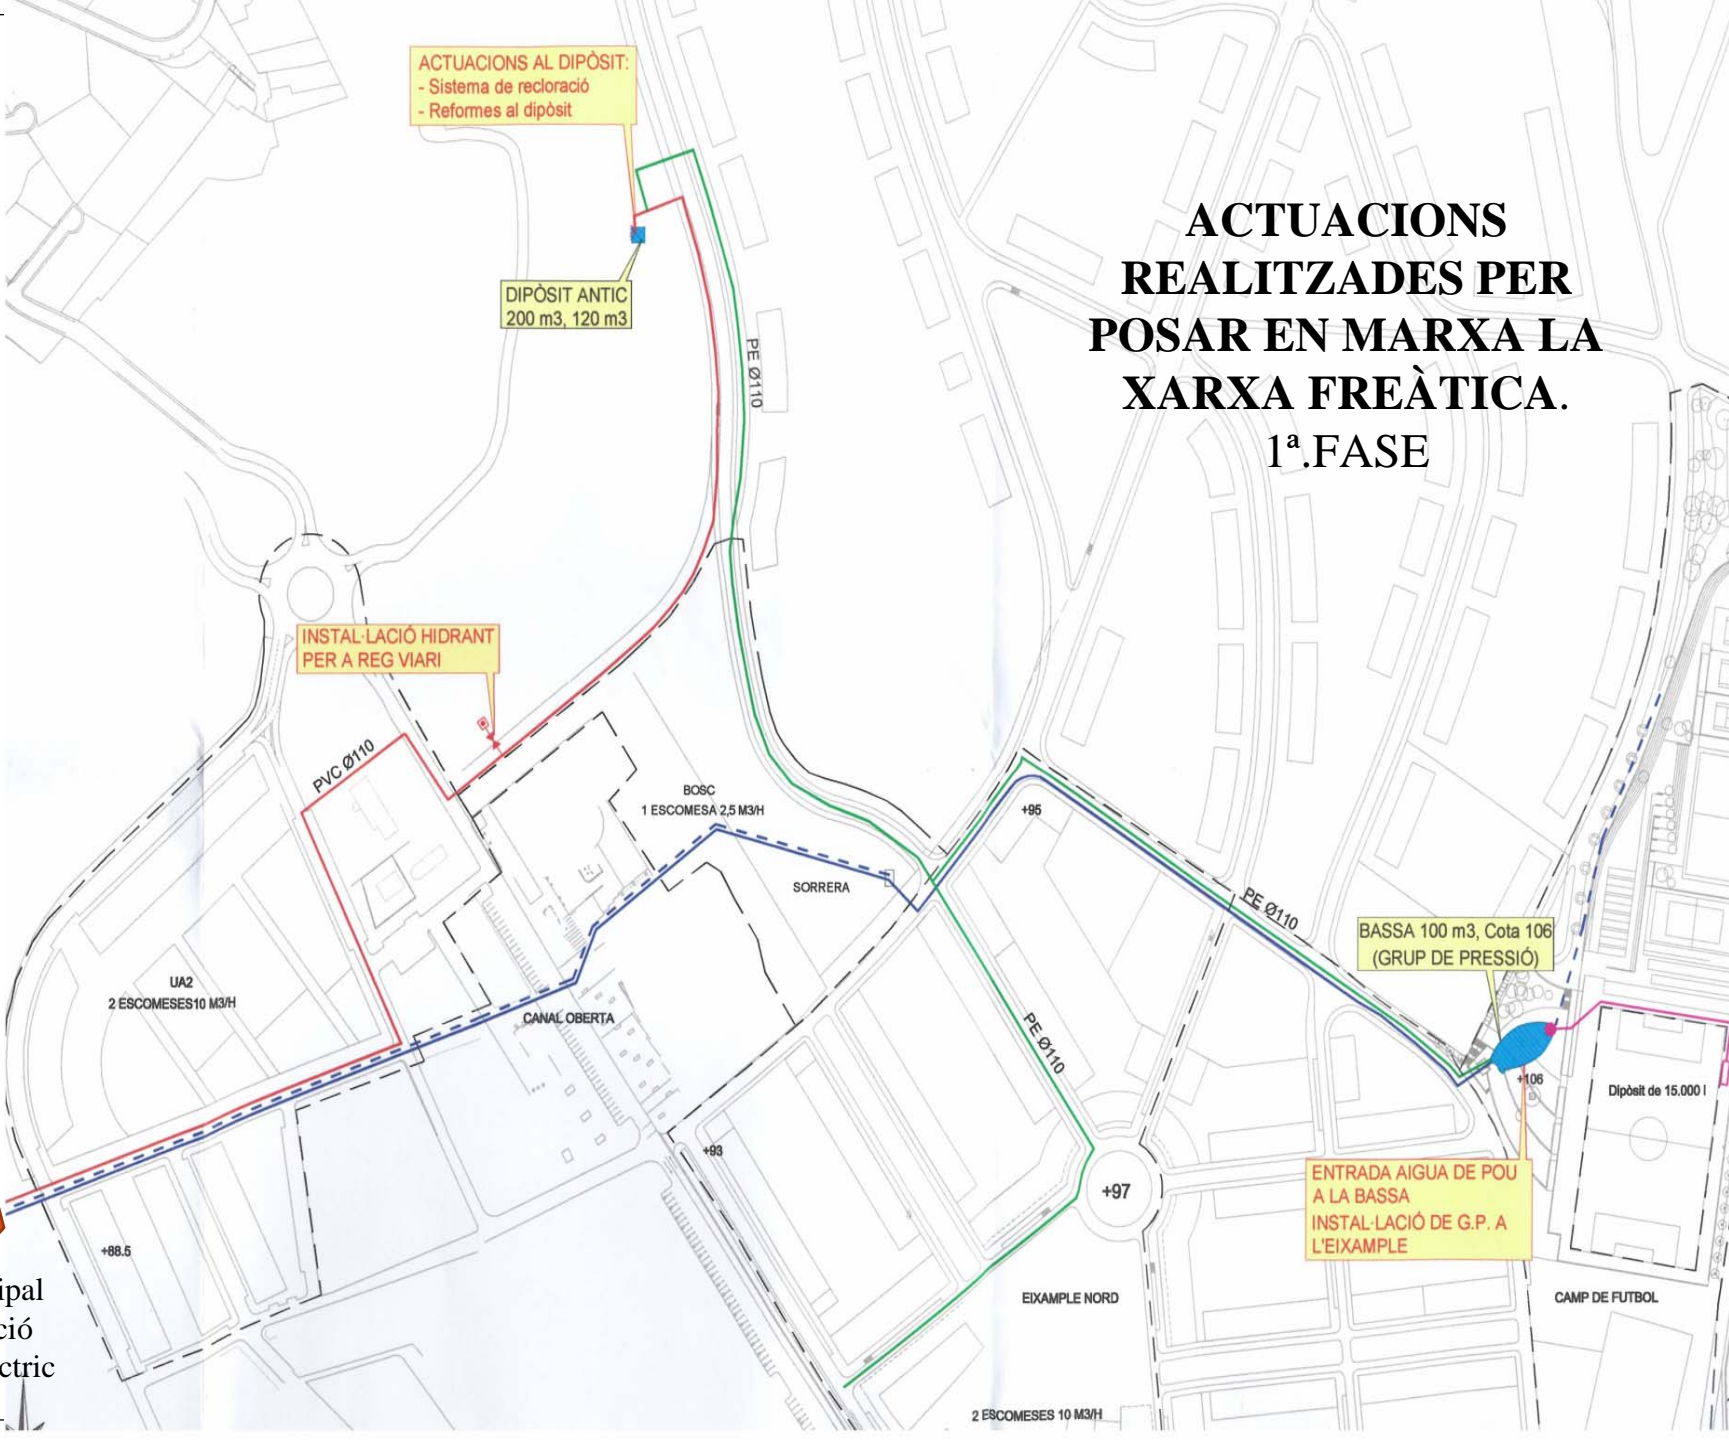 ACTUACIONS AL DIPÒSIT:
- Sistema de recloració
- Reformes al dipòsit
ACTUACIONS
REALITZADES PER
POSAR EN MARXA LA
XARXA FREÀTICA.
1ª.FASE
DIPÒSIT ANTIC
200 m3, 120 m3
PE Ø110
INSTAL·LACIÓ HIDRANT
PER A REG VIARI
PVC Ø110
BOSC
1 ESCOMESA 2,5 M3/H
+95
SORRERA
PE Ø110
BASSA 100 m3, Cota 106
(GRUP DE PRESSIÓ)
UA2
2 ESCOMESES10 M3/H
CANAL OBERTA
PE Ø110
+106
Dipòsit de 15.000 l
+93
+97
ENTRADA AIGUA DE POU
A LA BASSA
INSTAL·LACIÓ DE G.P. A
L'EIXAMPLE
+88.5
ipal
ció
ctric
EIXAMPLE NORD
CAMP DE FUTBOL
2 ESCOMESES 10 M3/H